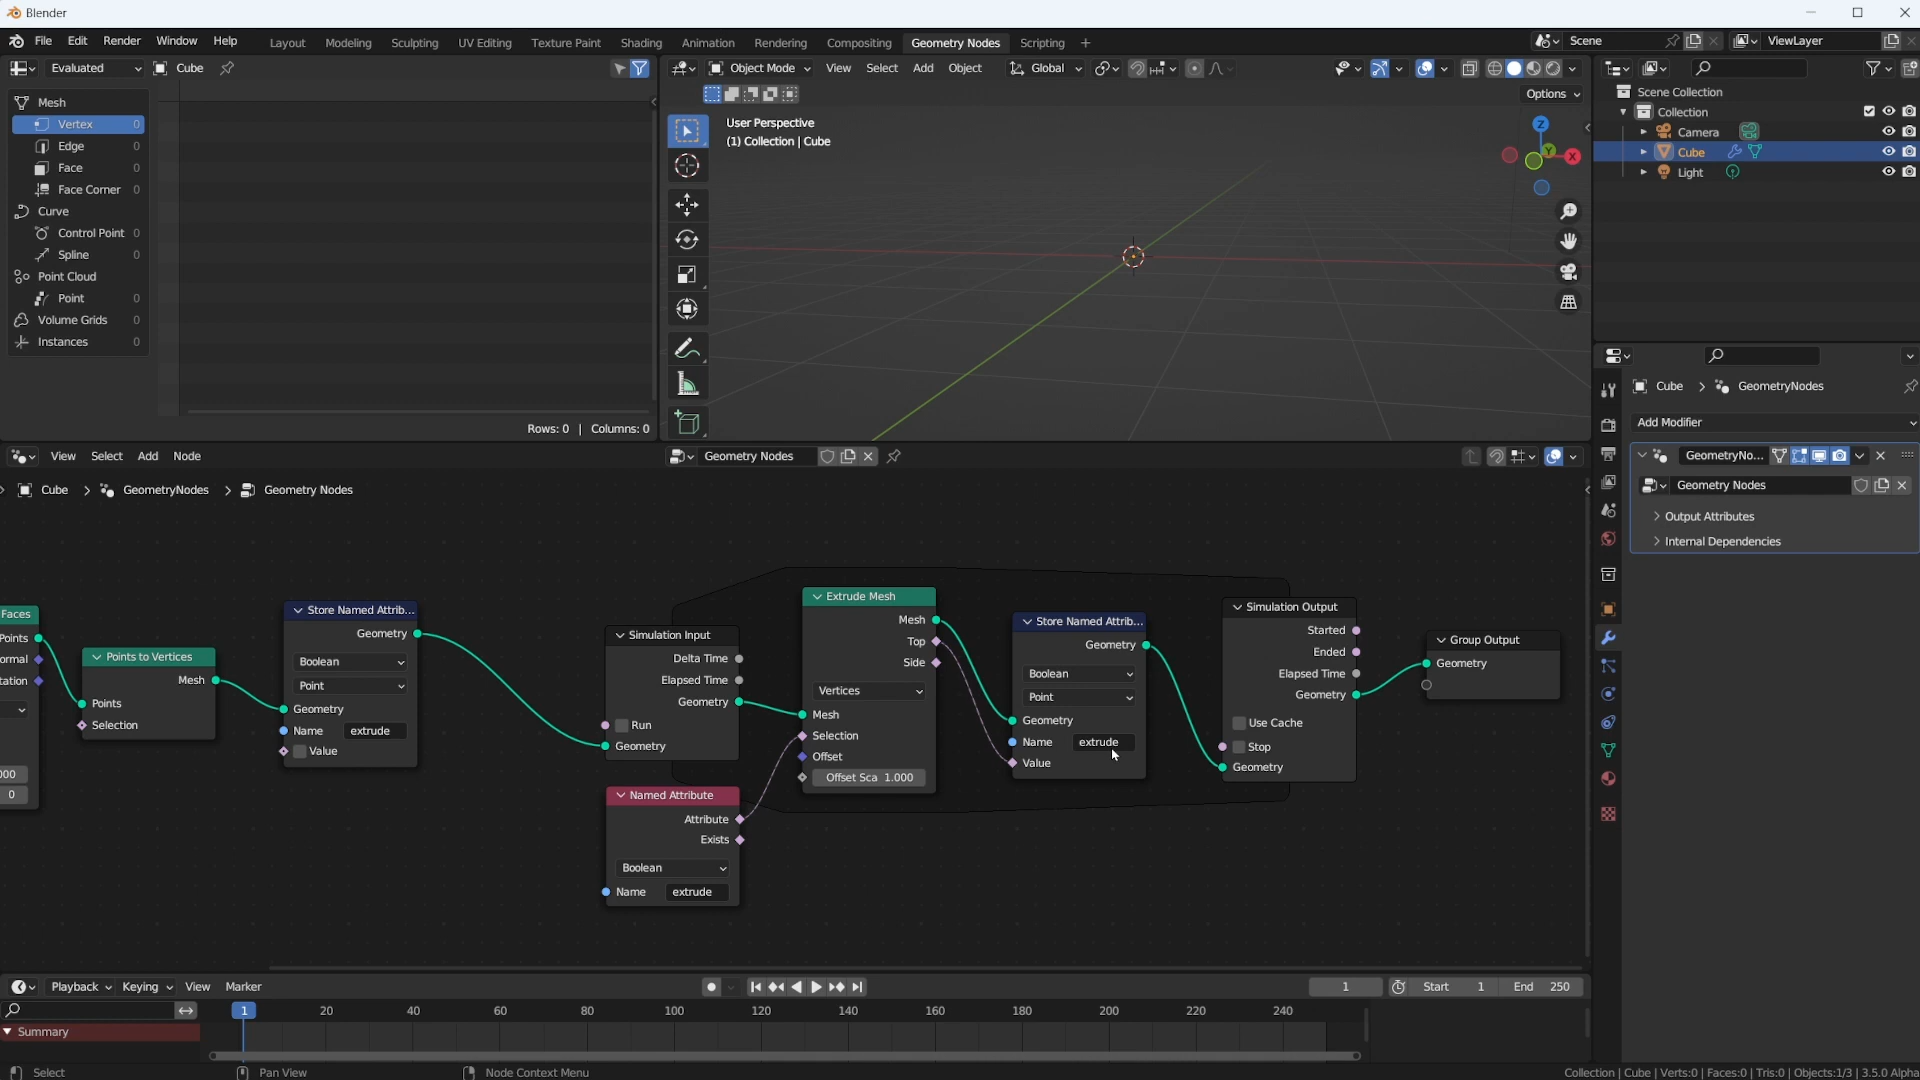 Blender
File Edit Render Window Help Layout Modeling Sculpting UV Editing Texture Paint Shading Animation Rendering Compositing Geometry Nodes Scripting + Scene ViewLayer
Evaluated Cube Object Mode View Select Add Object Global
Options
Mesh
Vertex 0
Edge 0
Face 0
Face Corner 0
Curve
Control Point 0
Spline 0
Point Cloud
Point 0
Volume Grids 0
Instances 0
Rows: 0 | Columns: 0
User Perspective
(1) Collection | Cube
Z
Y
X
Scene Collection
Collection
Camera
Cube
Light
Cube > GeometryNodes
Add Modifier
GeometryNo...
Geometry Nodes
Output Attributes
Internal Dependencies
View Select Add Node Geometry Nodes
Cube > GeometryNodes > Geometry Nodes
Faces
Points
ormal
tation
000
0
Points to Vertices
Mesh
Points
Selection
Store Named Attrib...
Geometry
Boolean
Point
Geometry
Name extrude
Value
Simulation Input
Delta Time
Elapsed Time
Geometry
Run
Geometry
Named Attribute
Attribute
Exists
Boolean
Name extrude
Extrude Mesh
Mesh
Top
Side
Vertices
Mesh
Selection
Offset
Offset Sca 1.000
Store Named Attrib...
Geometry
Boolean
Point
Geometry
Name extrude
Value
Simulation Output
Started
Ended
Elapsed Time
Geometry
Use Cache
Stop
Geometry
Group Output
Geometry
Playback Keying View Marker 1 Start 1 End 250
1 20 40 60 80 100 120 140 160 180 200 220 240
Summary
Select Pan View Node Context Menu Collection | Cube | Verts:0 | Faces:0 | Tris:0 | Objects:1/3 | 3.5.0 Alpha